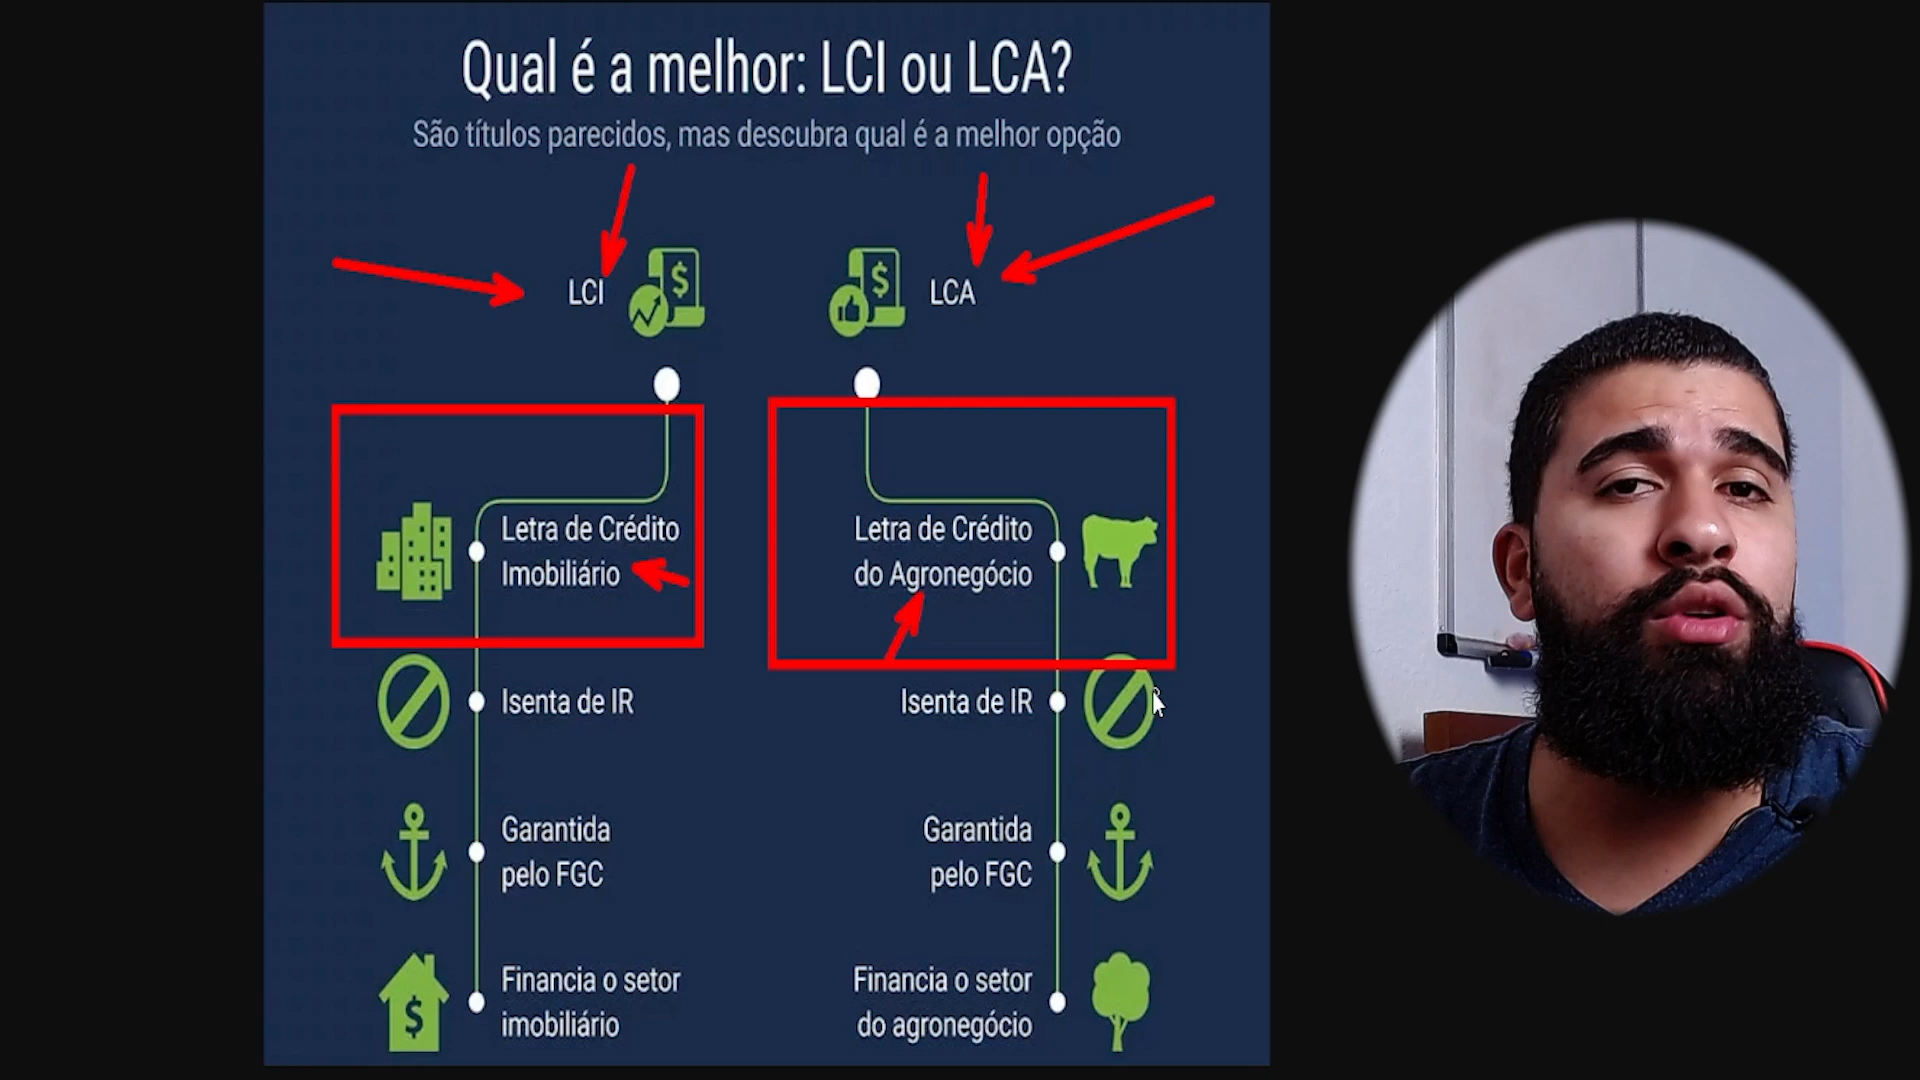 Qual é a melhor: LCI ou LCA?
São títulos parecidos, mas descubra qual é a melhor opção
LCI
LCA
Letra de Crédito
Imobiliário
Isenta de IR
Garantida
pelo FGC
Financia o setor
imobiliário
Letra de Crédito
do Agronegócio
Isenta de IR
Garantida
pelo FGC
Financia o setor
do agronegócio